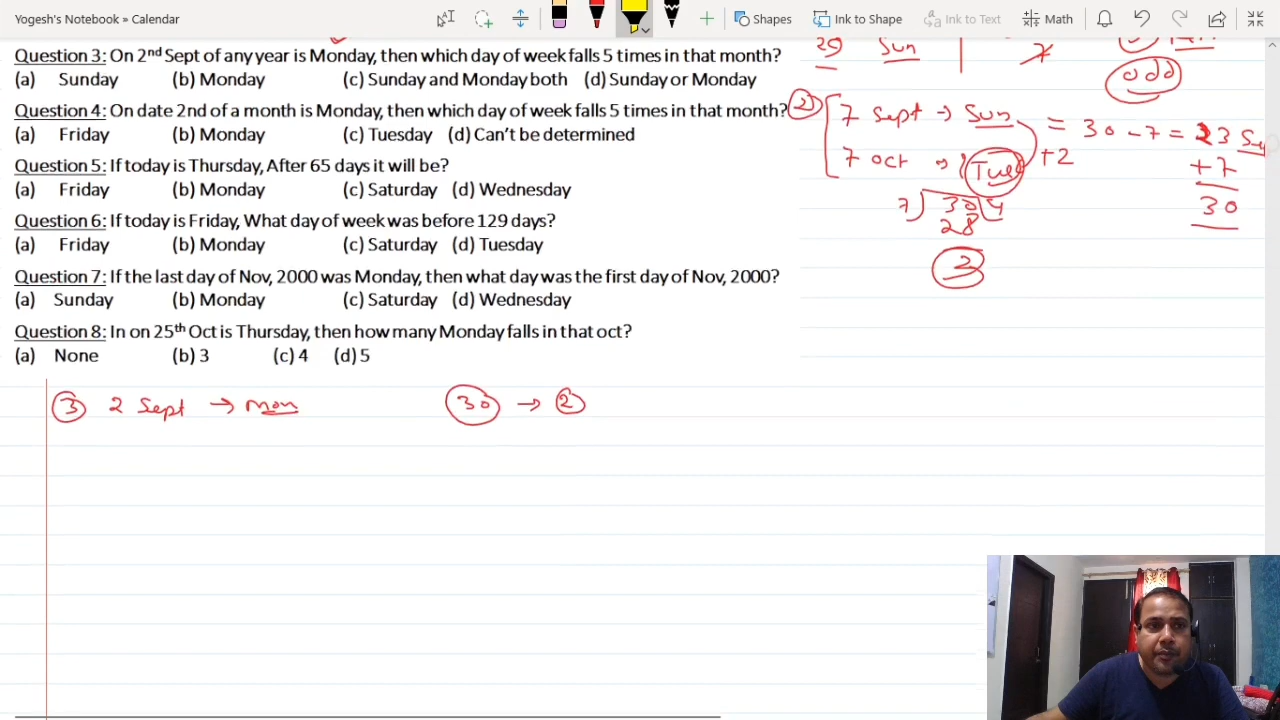 Yogesh's Notebook » Calendar
Shapes Ink to Shape Ink to Text Math
Question 3: On 2nd Sept of any year is Monday, then which day of week falls 5 times in that month?
(a) Sunday (b) Monday (c) Sunday and Monday both (d) Sunday or Monday
Question 4: On date 2nd of a month is Monday, then which day of week falls 5 times in that month?
(a) Friday (b) Monday (c) Tuesday (d) Can't be determined
Question 5: If today is Thursday, After 65 days it will be?
(a) Friday (b) Monday (c) Saturday (d) Wednesday
Question 6: If today is Friday, What day of week was before 129 days?
(a) Friday (b) Monday (c) Saturday (d) Tuesday
Question 7: If the last day of Nov, 2000 was Monday, then what day was the first day of Nov, 2000?
(a) Sunday (b) Monday (c) Saturday (d) Wednesday
Question 8: In on 25th Oct is Thursday, then how many Monday falls in that oct?
(a) None (b) 3 (c) 4 (d) 5
29 Sun
7
odd
2 7 Sept → Sun = 30 - 7 = 23
7 oct → Tues +2 +7
7 ) 30 ( 4 30
28
2
3 2 Sept → mon 30 → 2